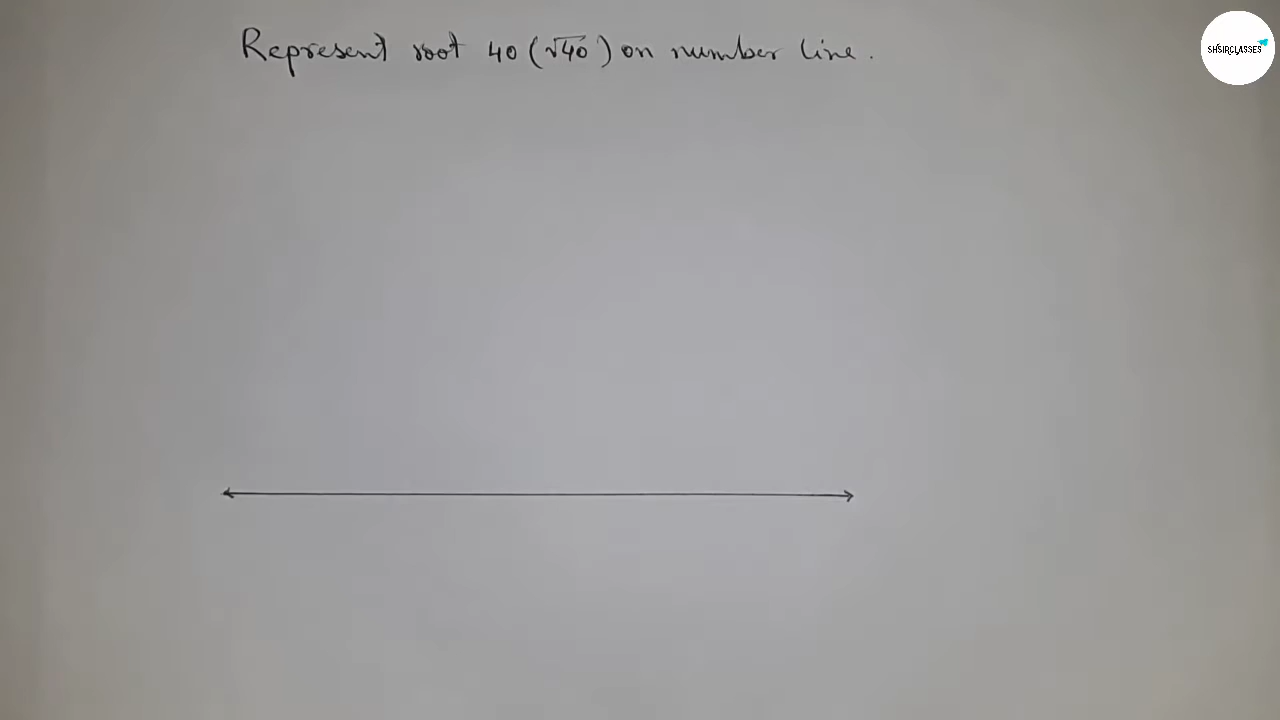 Represent root 40 (√40) on number line.
SHSIRCLASSES